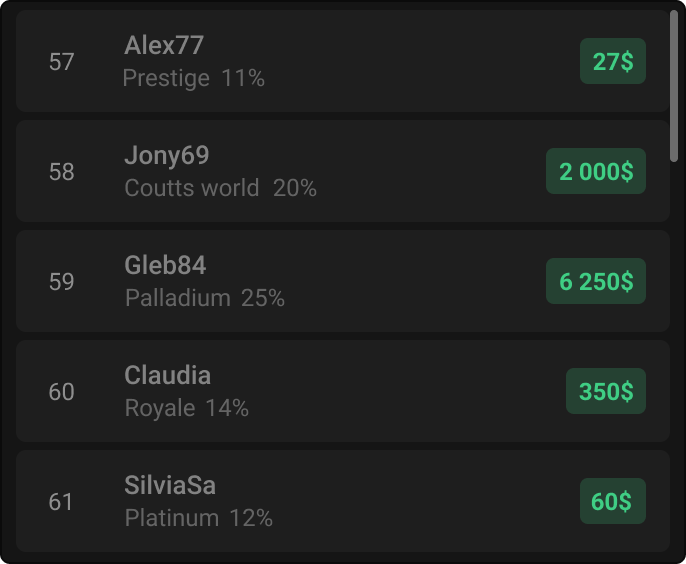 57
Alex77
Prestige 11%
27$
58
Jony69
Coutts world 20%
2 000$
59
Gleb84
Palladium 25%
6 250$
60
Claudia
Royale 14%
350$
61
SilviaSa
Platinum 12%
60$